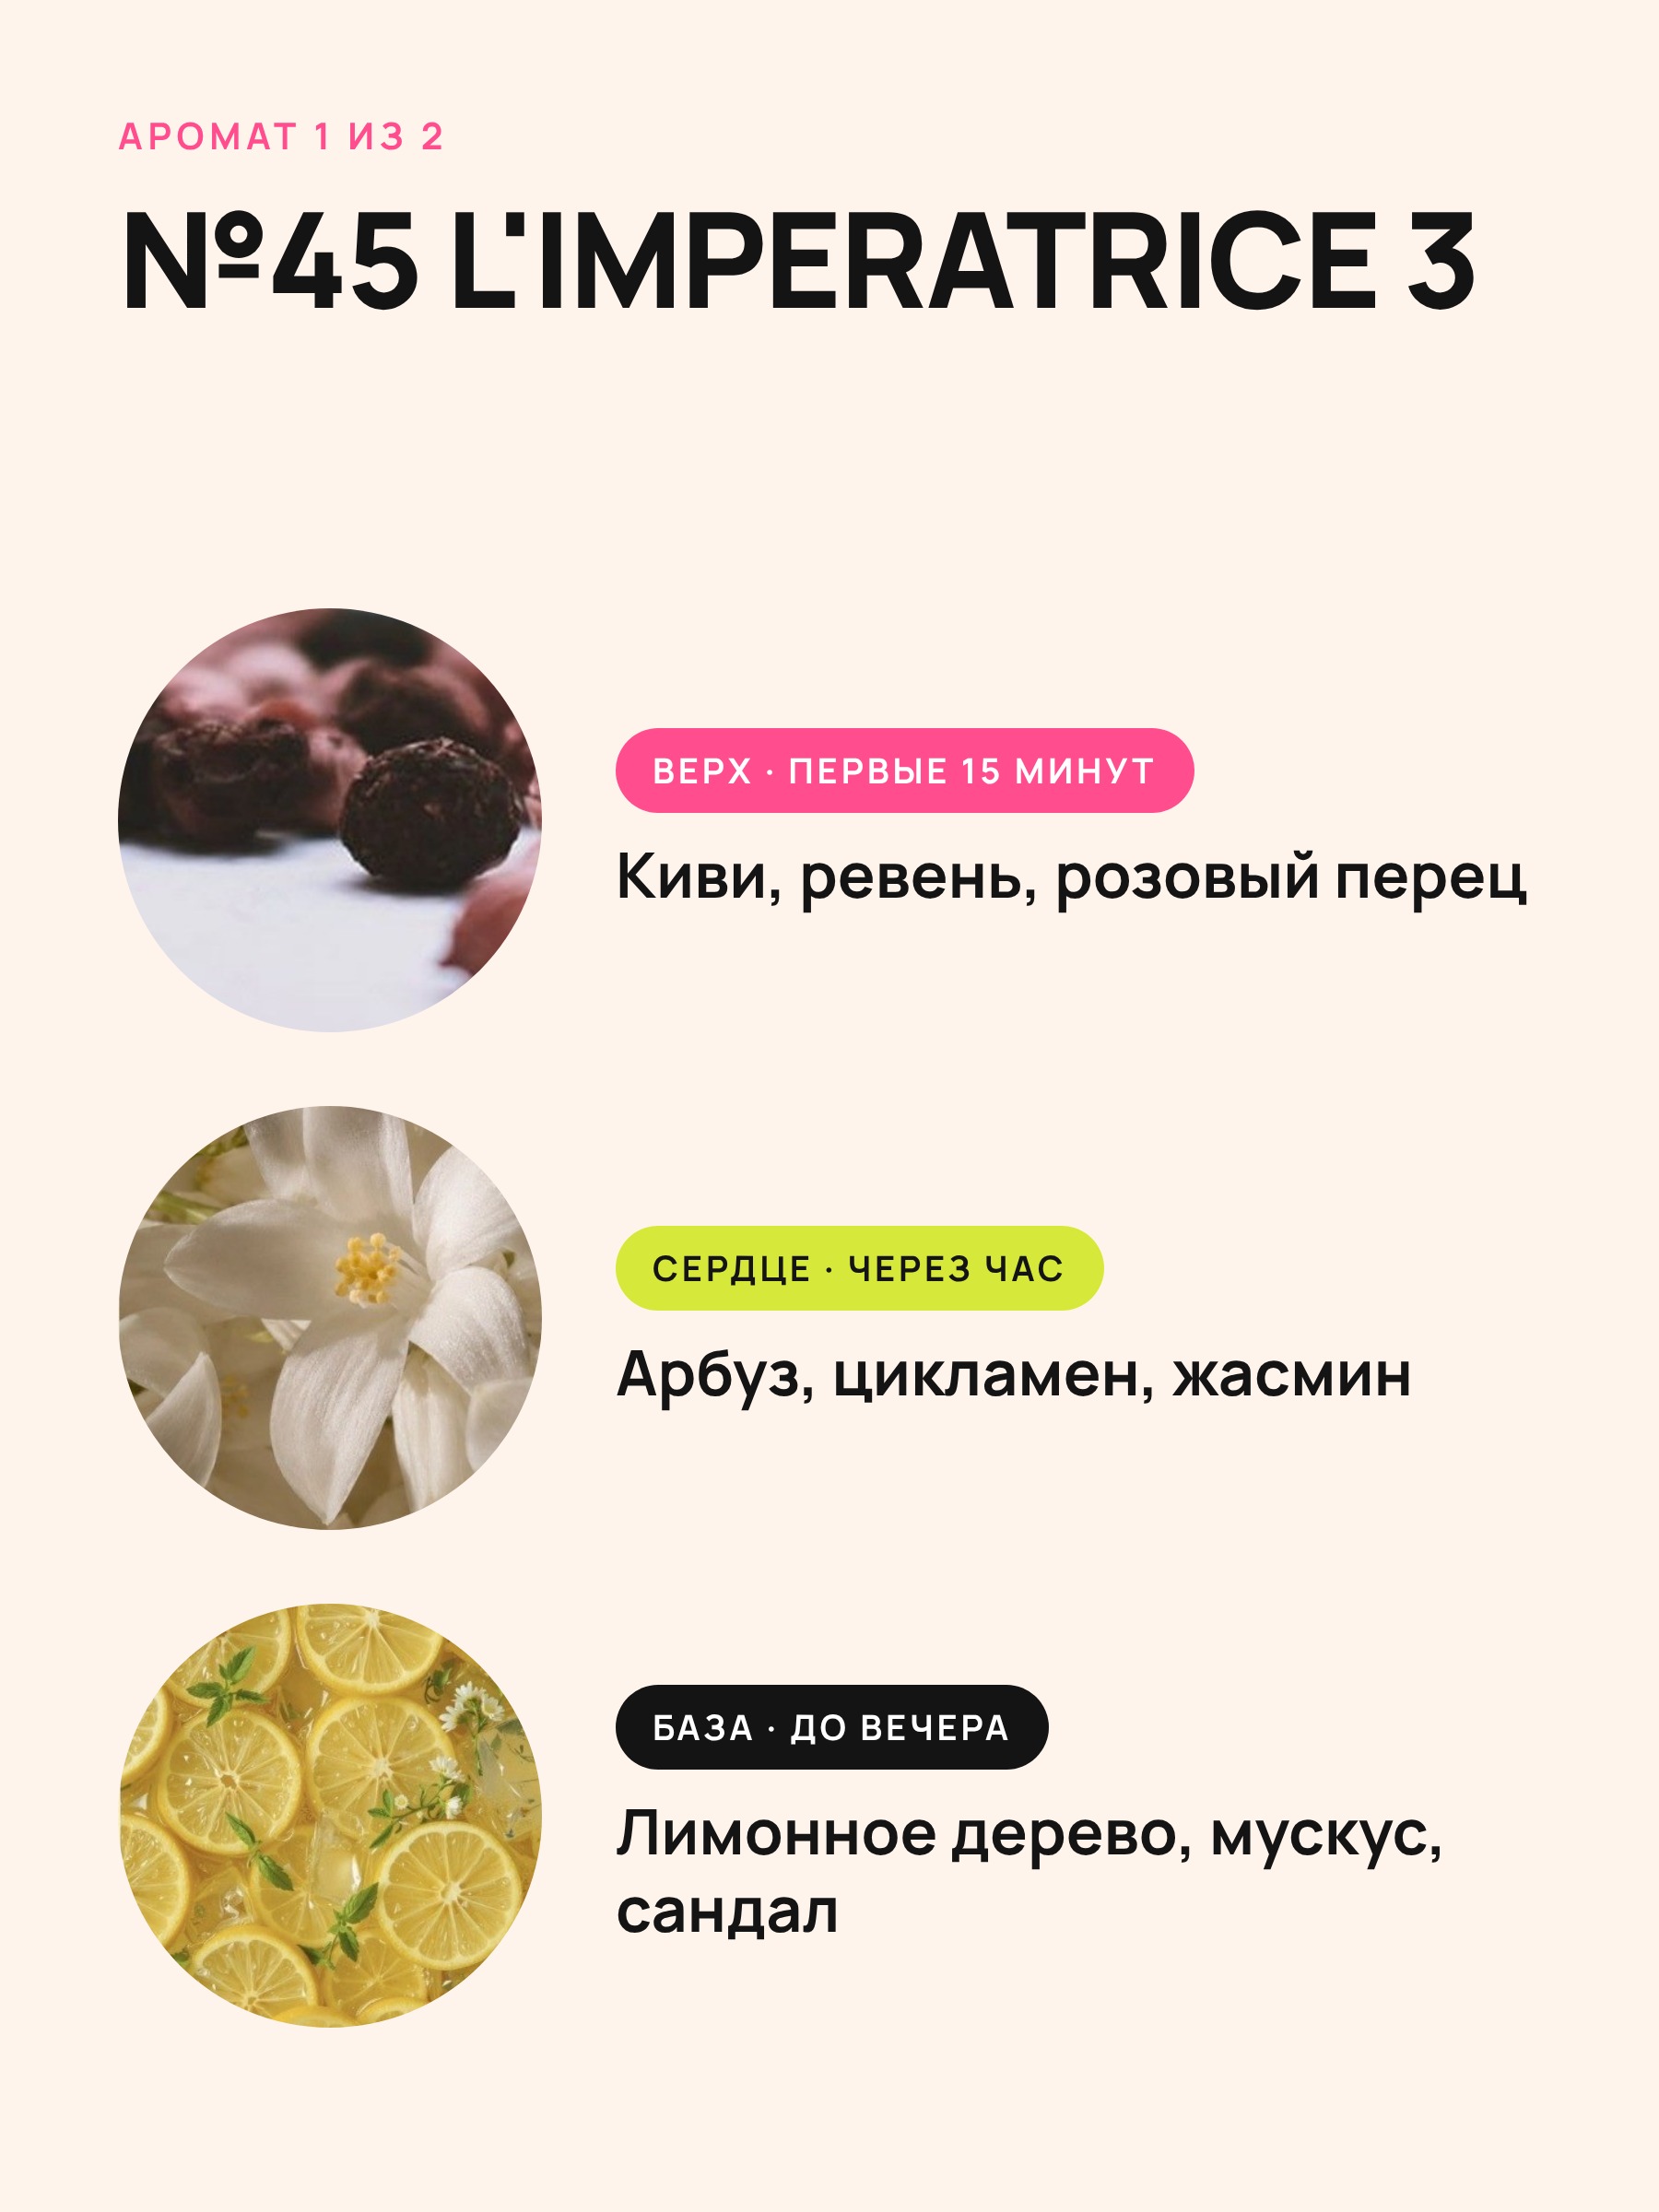 АРОМАТ 1 ИЗ 2
№45 L'IMPERATRICE 3
ВЕРХ · ПЕРВЫЕ 15 МИНУТ
Киви, ревень, розовый перец
СЕРДЦЕ · ЧЕРЕЗ ЧАС
Арбуз, цикламен, жасмин
БАЗА · ДО ВЕЧЕРА
Лимонное дерево, мускус,
сандал